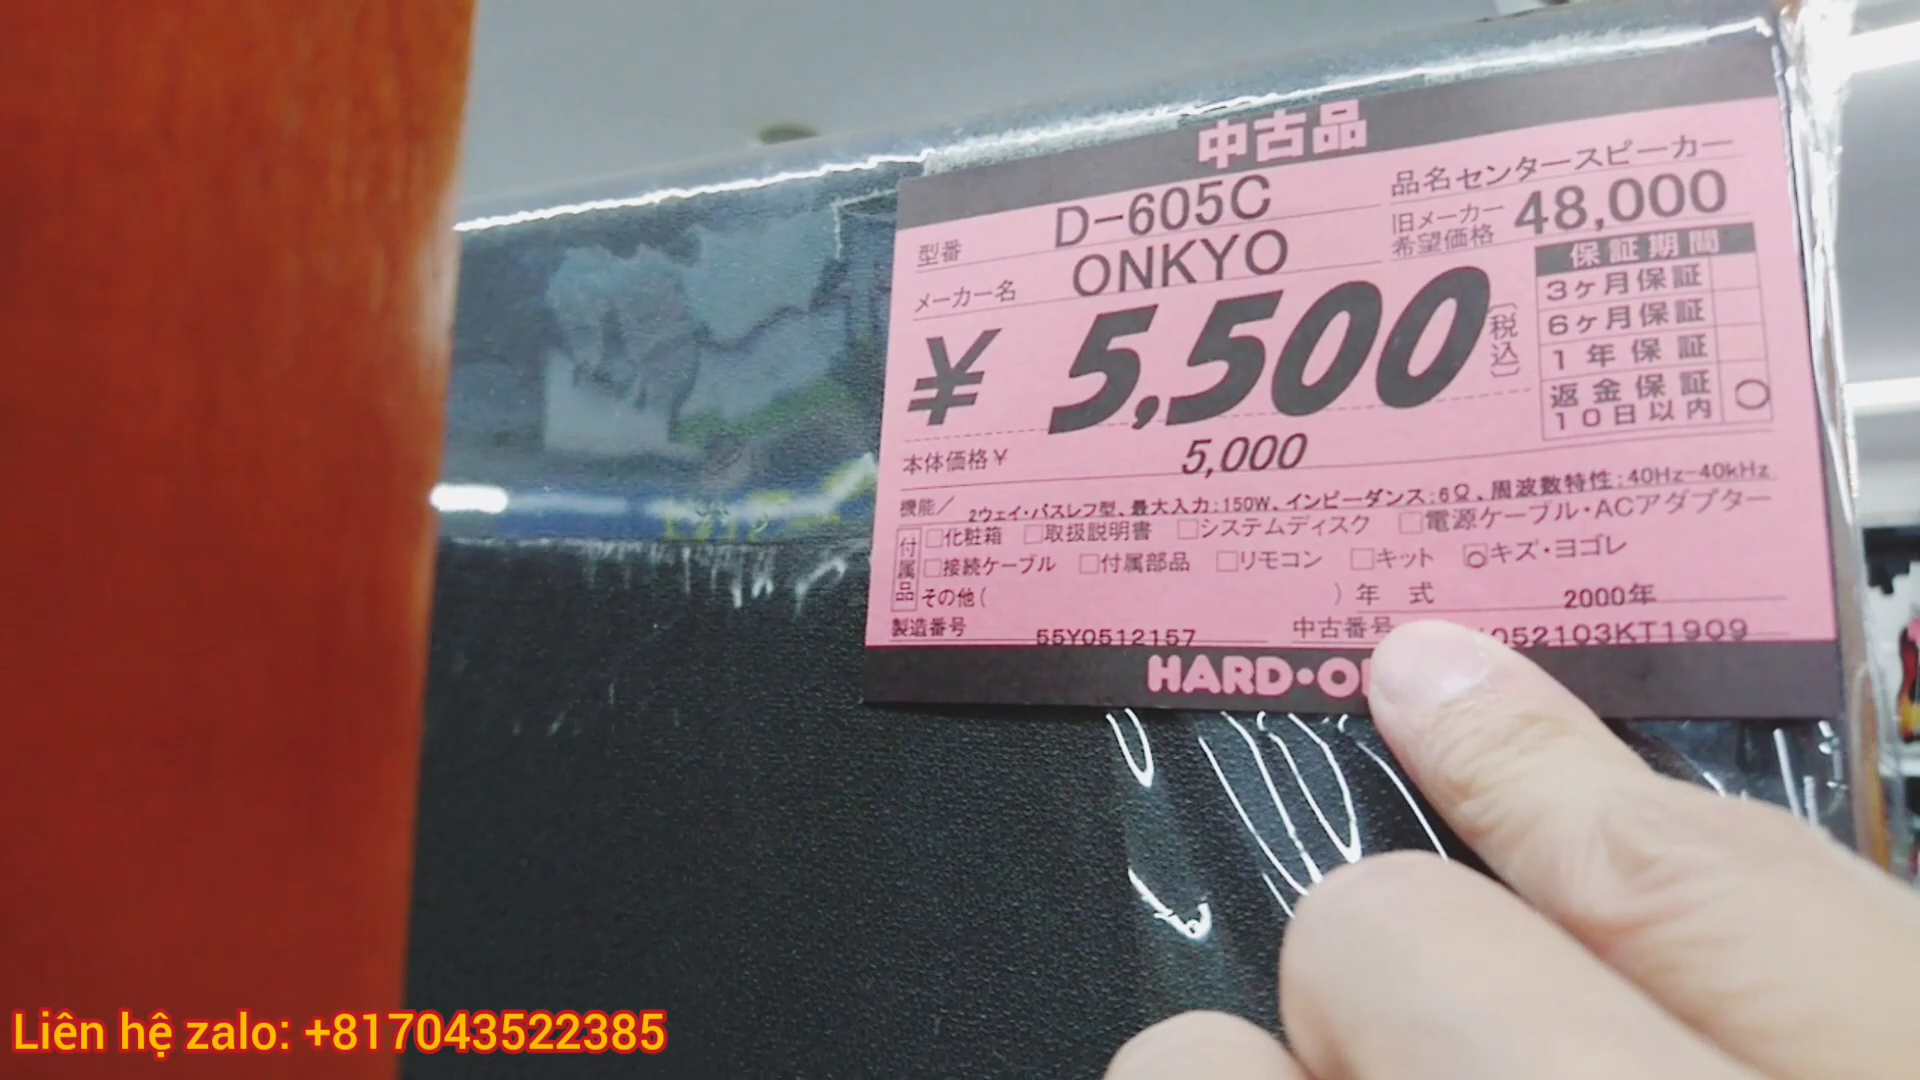 中古品
型番 D-605C
品名 センタースピーカー
メーカー名 ONKYO
旧メーカー希望価格 48,000
¥5,500 〔税込〕
本体価格¥ 5,000
保証期間
3ヶ月保証
6ヶ月保証
1年保証
返金保証10日以内 ○
機能/ 2ウェイ・バスレフ型、最大入力:150W、インピーダンス:6Ω、周波数特性:40Hz-40kHz
付属品 □化粧箱 □取扱説明書 □システムディスク □電源ケーブル・ACアダプター
□接続ケーブル □付属部品 □リモコン □キット ☐○キズ・ヨゴレ
その他( ) 年式 2000年
製造番号 55Y0512157 中古番号 052103KT1909
HARD・O
Liên hệ zalo: +817043522385